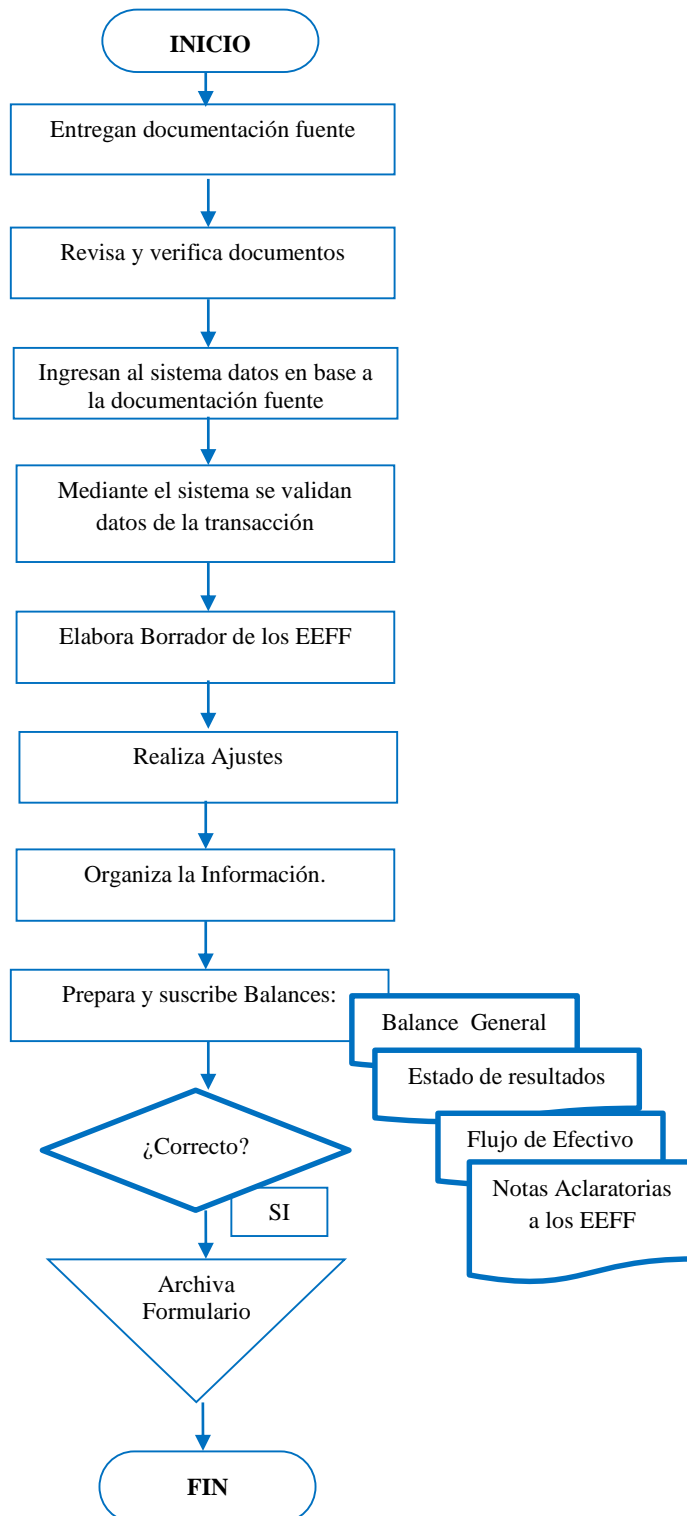 INICIO
Entregan documentación fuente
Revisa y verifica documentos
Ingresan al sistema datos en base a
la documentación fuente
Mediante el sistema se validan
datos de la transacción
Elabora Borrador de los EEFF
Realiza Ajustes
Organiza la Información.
Prepara y suscribe Balances:
Balance General
Estado de resultados
Flujo de Efectivo
Notas Aclaratorias
a los EEFF
¿Correcto?
SI
Archiva
Formulario
FIN